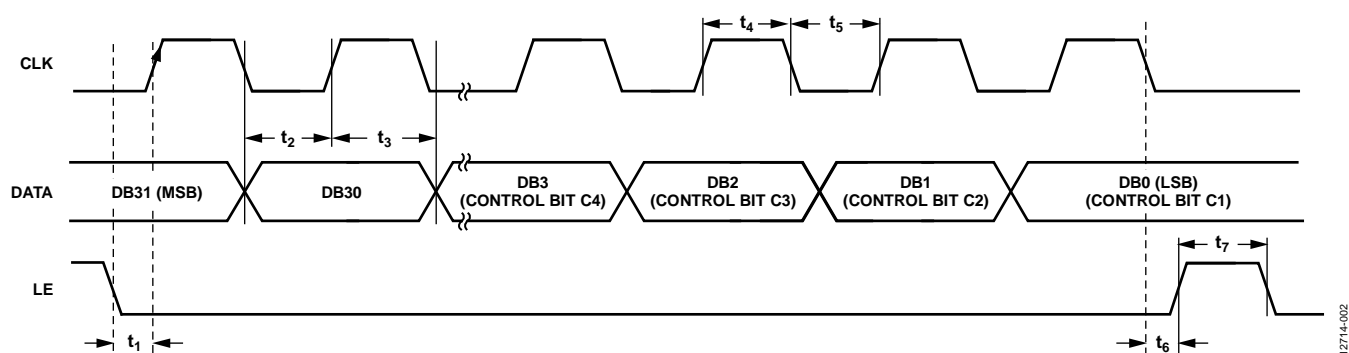 t4
t5
CLK
t2
t3
DATA
DB31 (MSB)
DB30
DB3
(CONTROL BIT C4)
DB2
(CONTROL BIT C3)
DB1
(CONTROL BIT C2)
DB0 (LSB)
(CONTROL BIT C1)
t7
LE
t1
t6
12714-002